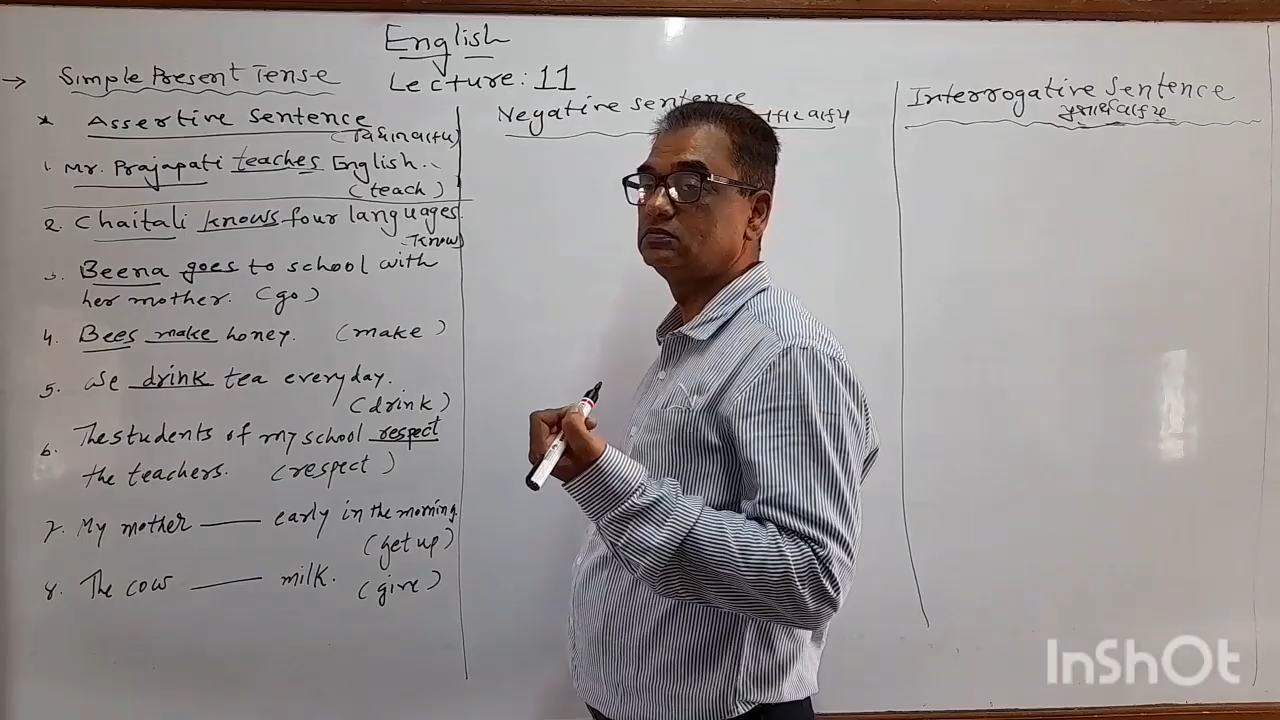 English
Lecture: 11
→ Simple Present Tense
* Assertive Sentence
1. Mr. Prajapati teaches English.
(teach)
2. Chaitali knows four languages.
(know)
3. Beena goes to school with
her mother. (go)
4. Bees make honey. (make)
5. We drink tea everyday.
(drink)
6. The students of my school respect
the teachers. (respect)
7. My mother ____ early in the morning.
(get up)
8. The cow ____ milk. (give)
Negative sentence
Interrogative Sentence
InShOt